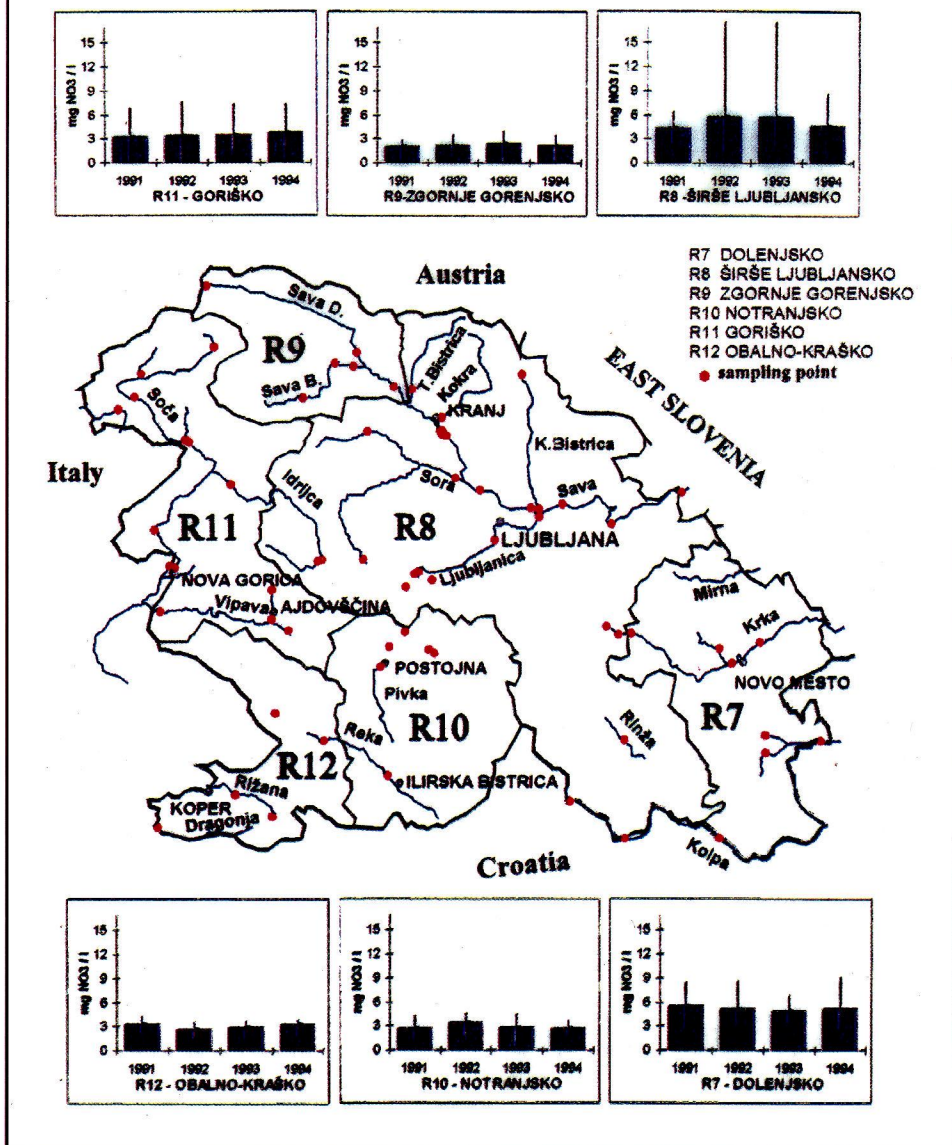 mg NO3 / l
15
12
9
6
3
0
1991 1992 1993 1994
R11 - GORIŠKO
mg NO3 / l
15
12
9
6
3
0
1991 1992 1993 1994
R9-ZGORNJE GORENJSKO
mg NO3 / l
15
12
9
6
3
0
1991 1992 1993 1994
R8 -ŠIRŠE LJUBLJANSKO
R7 DOLENJSKO
R8 ŠIRŠE LJUBLJANSKO
R9 ZGORNJE GORENJSKO
R10 NOTRANJSKO
R11 GORIŠKO
R12 OBALNO-KRAŠKO
sampling point
Austria
Sava D.
R9
T.Bistrica
Kokra
EAST SLOVENIA
Sava B.
Soča
KRANJ
K.Bistrica
Italy
Idrijca
Sora
Sava
R11
R8
LJUBLJANA
NOVA GORICA
Ljubljanica
Mirna
Vipava
AJDOVŠČINA
Krka
POSTOJNA
NOVO MESTO
Pivka
R7
Reka
R10
Rinža
R12
ILIRSKA BISTRICA
Rižana
KOPER
Dragonja
Kolpa
Croatia
mg NO3 / l
15
12
9
6
3
0
1991 1992 1993 1994
R12 - OBALNO-KRAŠKO
mg NO3 / l
15
12
9
6
3
0
1991 1992 1993 1994
R10 - NOTRANJSKO
mg NO3 / l
15
12
9
6
3
0
1991 1992 1993 1994
R7 - DOLENJSKO